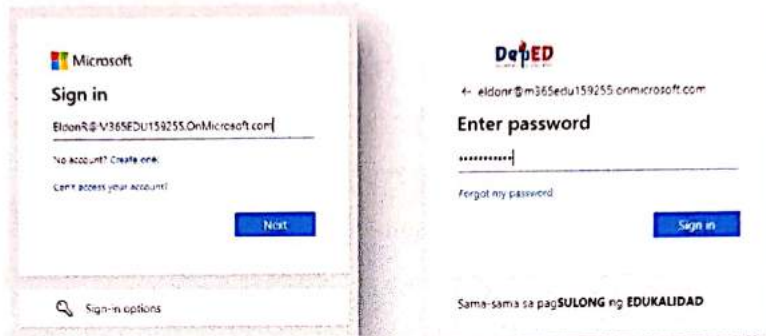 Microsoft
Sign in
EldonR@M365EDU159255.OnMicrosoft.com
No account? Create one.
Can't access your account?
Next
Sign-in options
DepED
← eldonr@m365edu159255.onmicrosoft.com
Enter password
•••••••••••
Forgot my password
Sign in
Sama-sama sa pagSULONG ng EDUKALIDAD